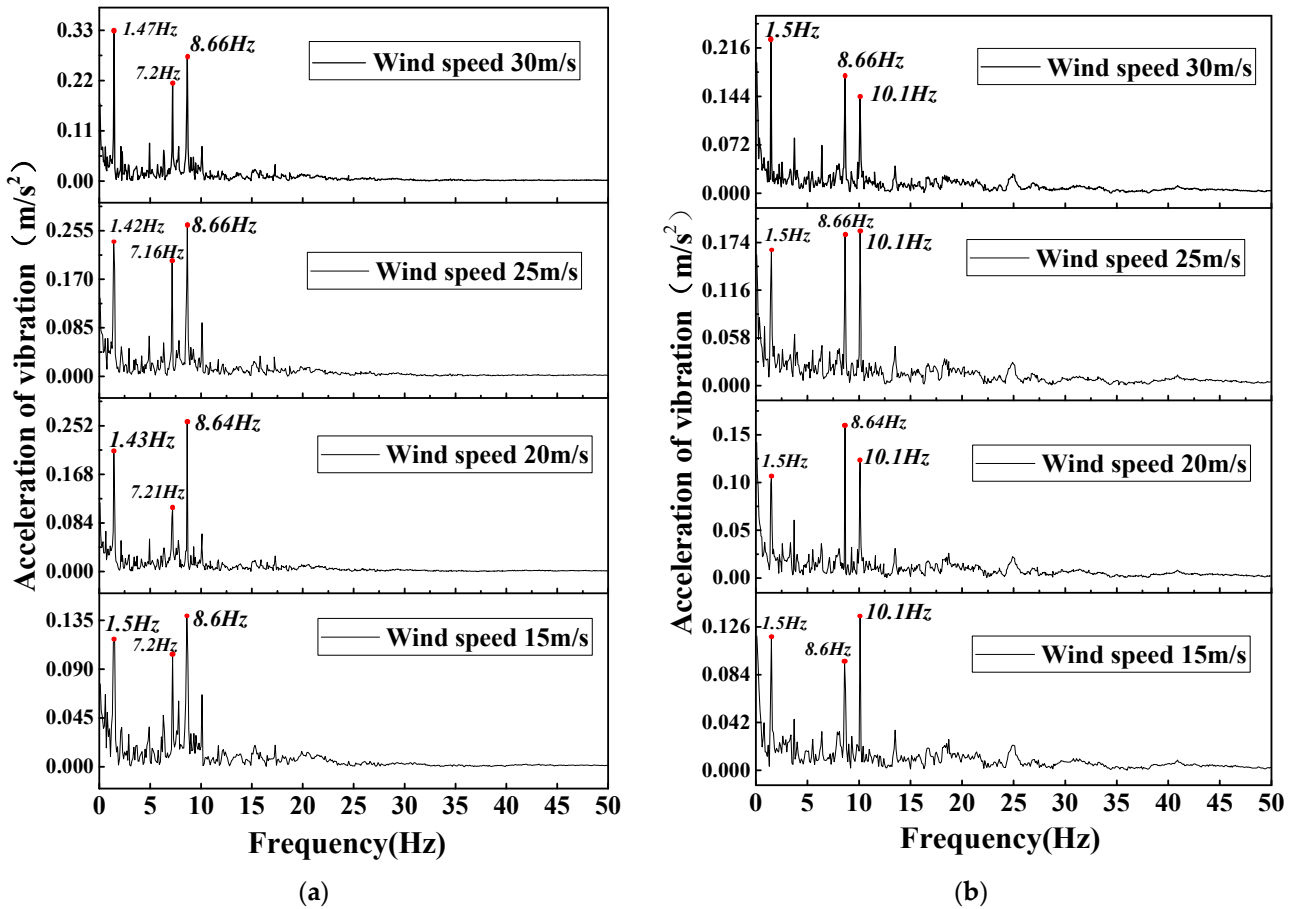 Acceleration of vibration（m/s²）
0.33
0.22
0.11
0.00
1.47Hz
7.2Hz
8.66Hz
Wind speed 30m/s
0.255
0.170
0.085
0.000
1.42Hz
7.16Hz
8.66Hz
Wind speed 25m/s
0.252
0.168
0.084
0.000
1.43Hz
7.21Hz
8.64Hz
Wind speed 20m/s
0.135
0.090
0.045
0.000
1.5Hz
7.2Hz
8.6Hz
Wind speed 15m/s
0 5 10 15 20 25 30 35 40 45 50
Frequency(Hz)
(a)
Acceleration of vibration（m/s²）
0.216
0.144
0.072
0.000
1.5Hz
8.66Hz
10.1Hz
Wind speed 30m/s
0.174
0.116
0.058
0.000
1.5Hz
8.66Hz
10.1Hz
Wind speed 25m/s
0.15
0.10
0.05
0.00
1.5Hz
8.64Hz
10.1Hz
Wind speed 20m/s
0.126
0.084
0.042
0.000
1.5Hz
8.6Hz
10.1Hz
Wind speed 15m/s
0 5 10 15 20 25 30 35 40 45 50
Frequency(Hz)
(b)